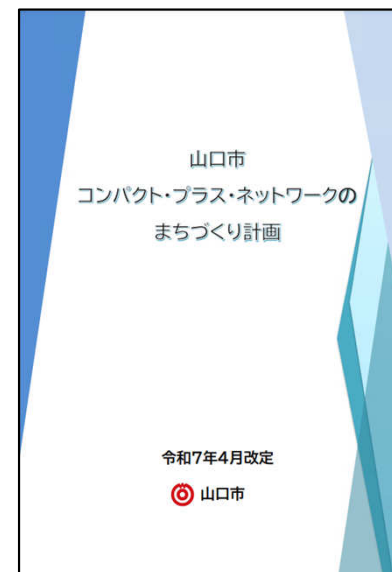 山口市
コンパクト・プラス・ネットワークの
まちづくり計画
令和7年4月改定
山口市